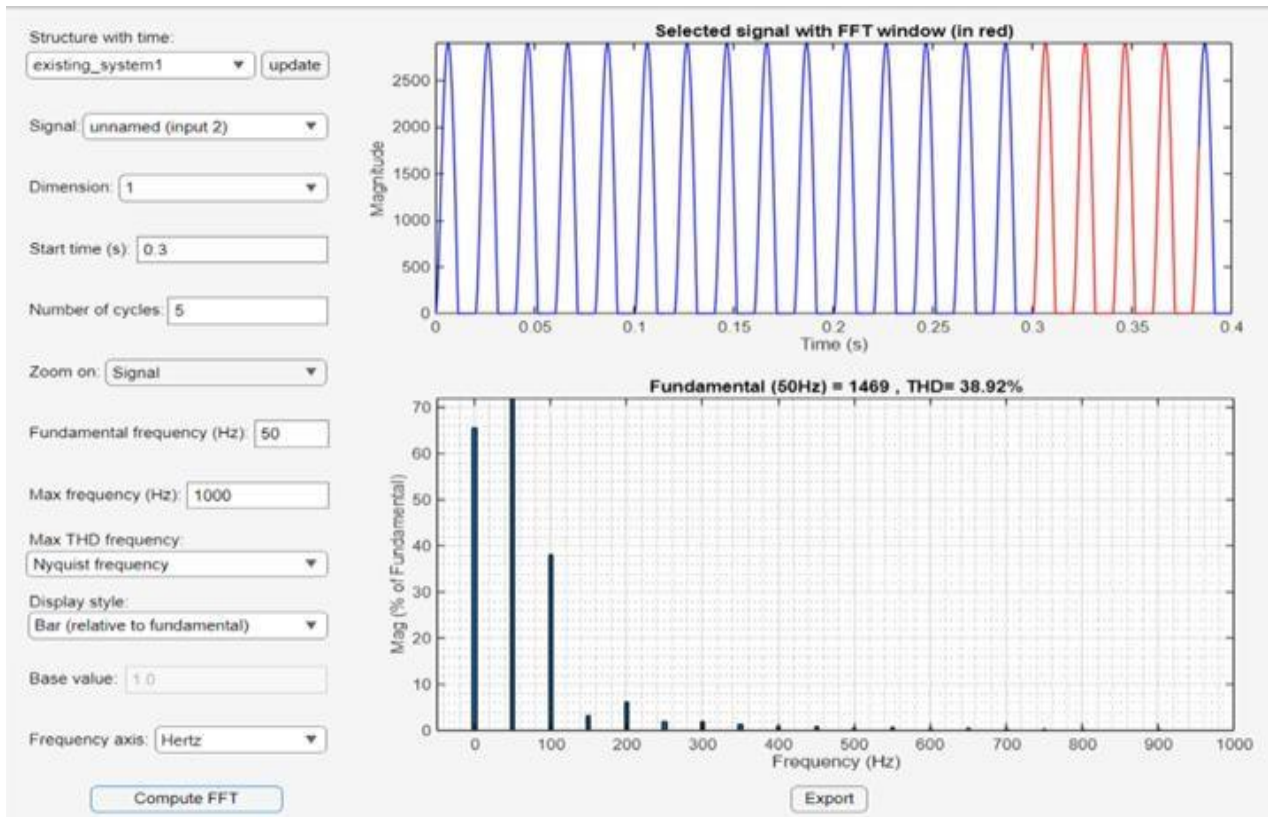 Structure with time:
existing_system1
update
Signal: unnamed (input 2)
Dimension: 1
Start time (s): 0.3
Number of cycles: 5
Zoom on: Signal
Fundamental frequency (Hz): 50
Max frequency (Hz): 1000
Max THD frequency:
Nyquist frequency
Display style:
Bar (relative to fundamental)
Base value: 1.0
Frequency axis: Hertz
Compute FFT
Selected signal with FFT window (in red)
Magnitude
2500
2000
1500
1000
500
0
0 0.05 0.1 0.15 0.2 0.25 0.3 0.35 0.4
Time (s)
Fundamental (50Hz) = 1469 , THD= 38.92%
Mag (% of Fundamental)
70
60
50
40
30
20
10
0
0 100 200 300 400 500 600 700 800 900 1000
Frequency (Hz)
Export